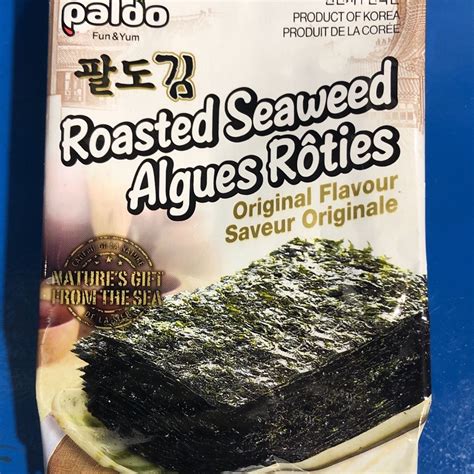 paldo
Fun & Yum
PRODUCT OF KOREA
PRODUIT DE LA CORÉE
팔도김
Roasted Seaweed
Algues Rôties
Original Flavour
Saveur Originale
NATURE'S GIFT
FROM THE SEA